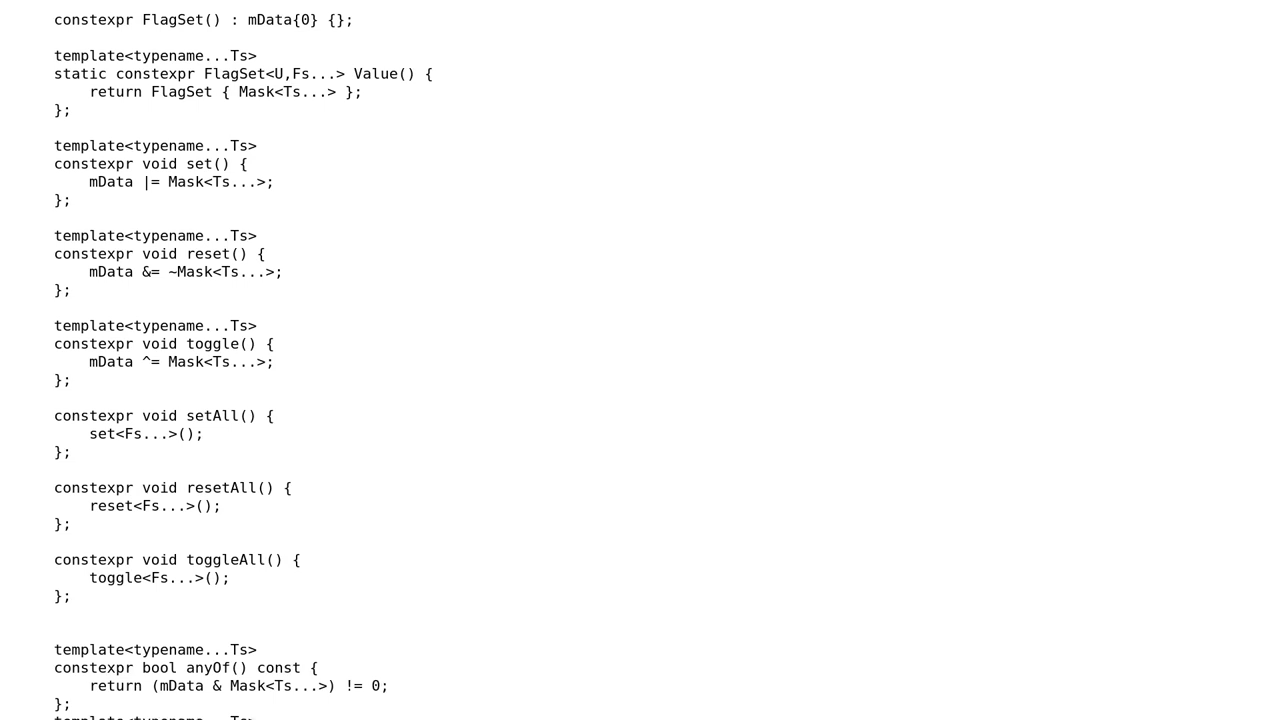 constexpr FlagSet() : mData{0} {};

template<typename...Ts>
static constexpr FlagSet<U,Fs...> Value() {
    return FlagSet { Mask<Ts...> };
};

template<typename...Ts>
constexpr void set() {
    mData |= Mask<Ts...>;
};

template<typename...Ts>
constexpr void reset() {
    mData &= ~Mask<Ts...>;
};

template<typename...Ts>
constexpr void toggle() {
    mData ^= Mask<Ts...>;
};

constexpr void setAll() {
    set<Fs...>();
};

constexpr void resetAll() {
    reset<Fs...>();
};

constexpr void toggleAll() {
    toggle<Fs...>();
};


template<typename...Ts>
constexpr bool anyOf() const {
    return (mData & Mask<Ts...>) != 0;
};
template<typename...Ts>